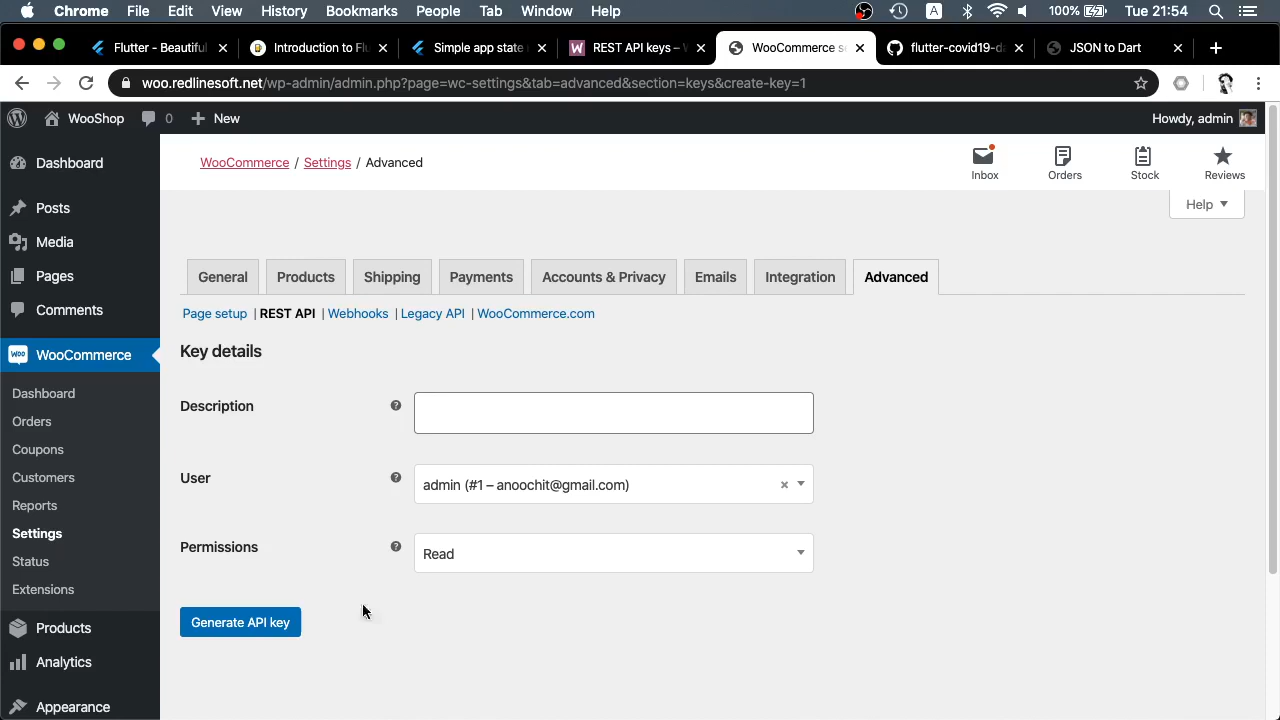 Chrome File Edit View History Bookmarks People Tab Window Help A 100% Tue 21:54
Flutter - Beautiful Introduction to Fl Simple app state REST API keys – WooCommerce se flutter-covid19-da JSON to Dart
woo.redlinesoft.net/wp-admin/admin.php?page=wc-settings&tab=advanced&section=keys&create-key=1
WooShop 0 New Howdy, admin
Dashboard
Posts
Media
Pages
Comments
Woo WooCommerce
Dashboard
Orders
Coupons
Customers
Reports
Settings
Status
Extensions
Products
Analytics
Appearance
WooCommerce / Settings / Advanced
Inbox Orders Stock Reviews
Help
General Products Shipping Payments Accounts & Privacy Emails Integration Advanced
Page setup | REST API | Webhooks | Legacy API | WooCommerce.com
Key details
Description ?
User ? admin (#1 – anoochit@gmail.com) ×
Permissions ? Read
Generate API key